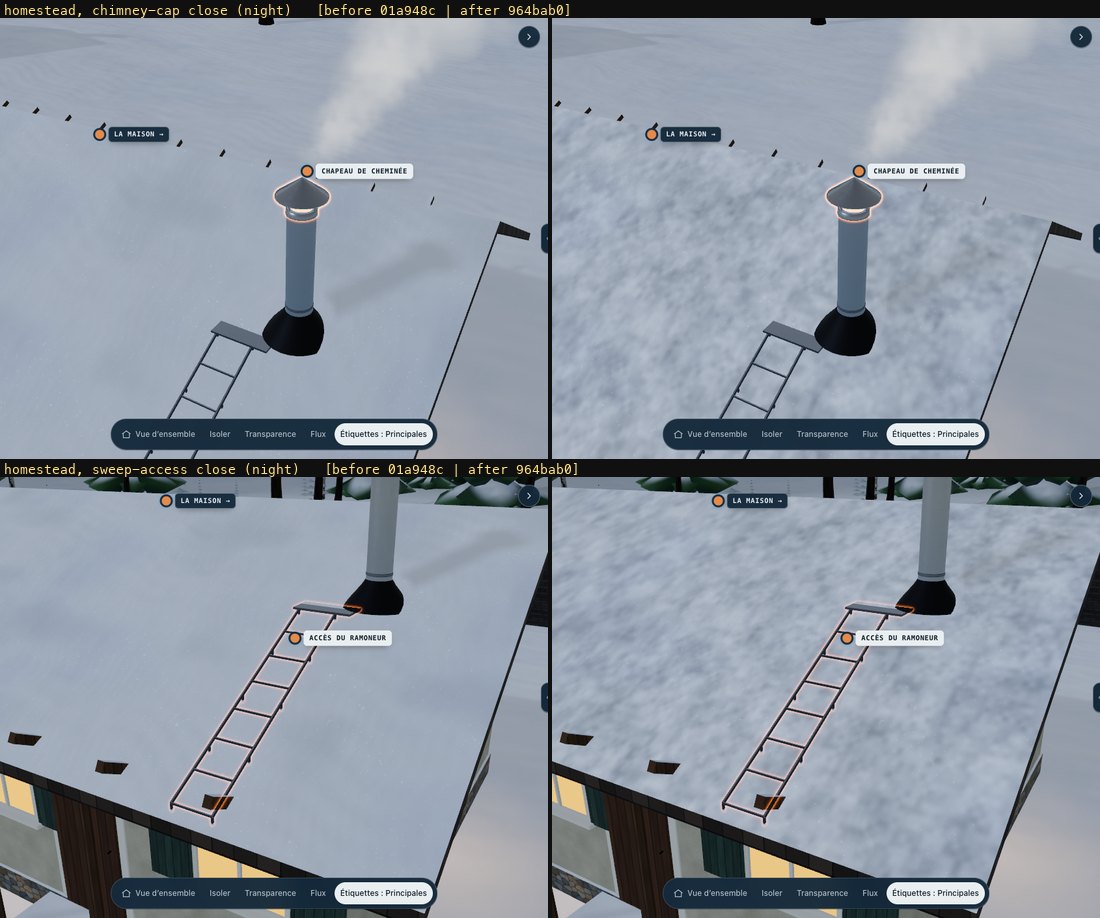 homestead, chimney-cap close (night)   [before 01a948c | after 964bab0]
LA MAISON →
CHAPEAU DE CHEMINÉE
Vue d'ensemble Isoler Transparence Flux Étiquettes : Principales
LA MAISON →
CHAPEAU DE CHEMINÉE
Vue d'ensemble Isoler Transparence Flux Étiquettes : Principales
homestead, sweep-access close (night)   [before 01a948c | after 964bab0]
LA MAISON →
ACCÈS DU RAMONEUR
Vue d'ensemble Isoler Transparence Flux Étiquettes : Principales
LA MAISON →
ACCÈS DU RAMONEUR
Vue d'ensemble Isoler Transparence Flux Étiquettes : Principales